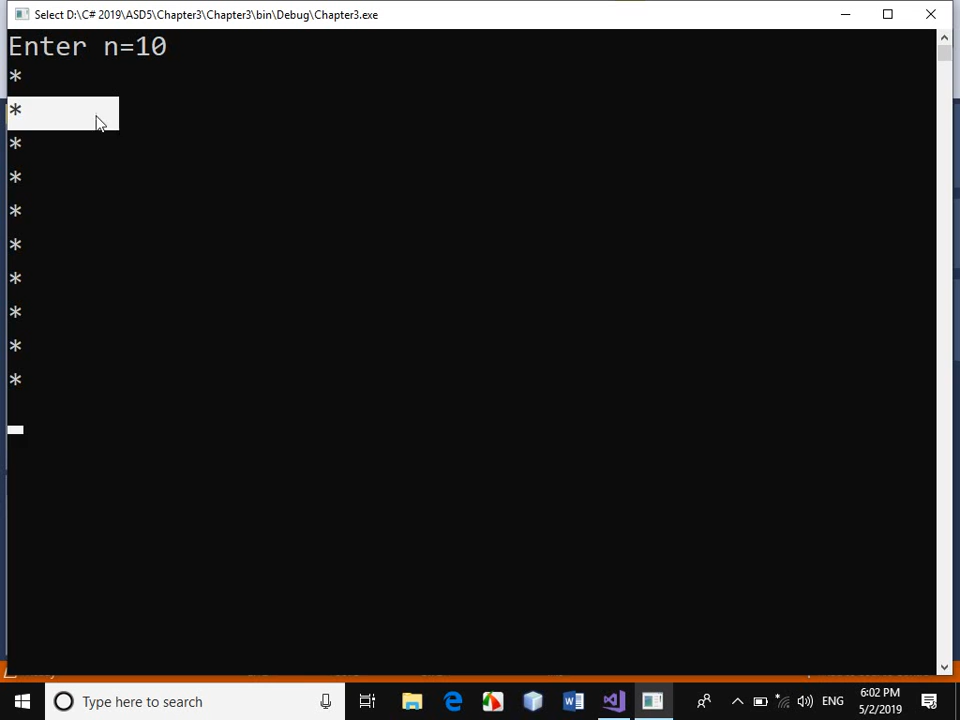 Select D:\C# 2019\ASD5\Chapter3\Chapter3\bin\Debug\Chapter3.exe
Enter n=10
*
*
*
*
*
*
*
*
*
*
Type here to search
ENG
6:02 PM
5/2/2019